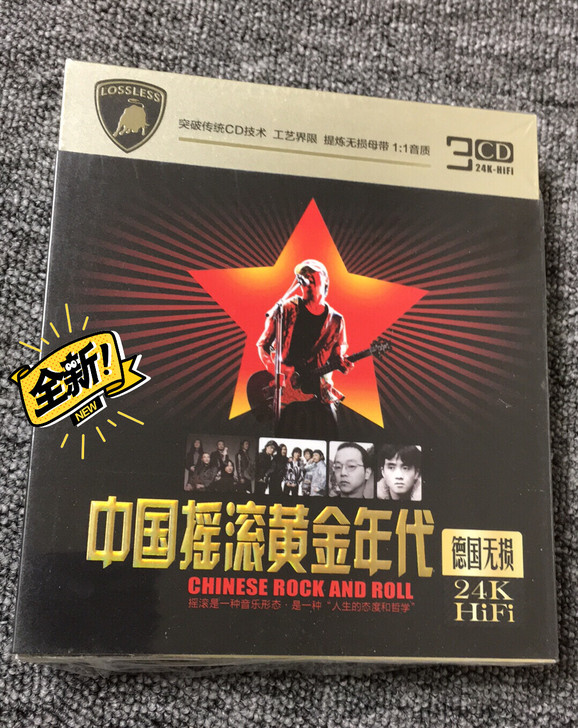 LOSSLESS
突破传统CD技术 工艺界限 提炼无损母带 1:1音质
3CD
24K-HiFi
全新!
NEW
中国摇滚黄金年代
德国无损
CHINESE ROCK AND ROLL
24K
HiFi
摇滚是一种音乐形态·是一种“人生的态度和哲学”